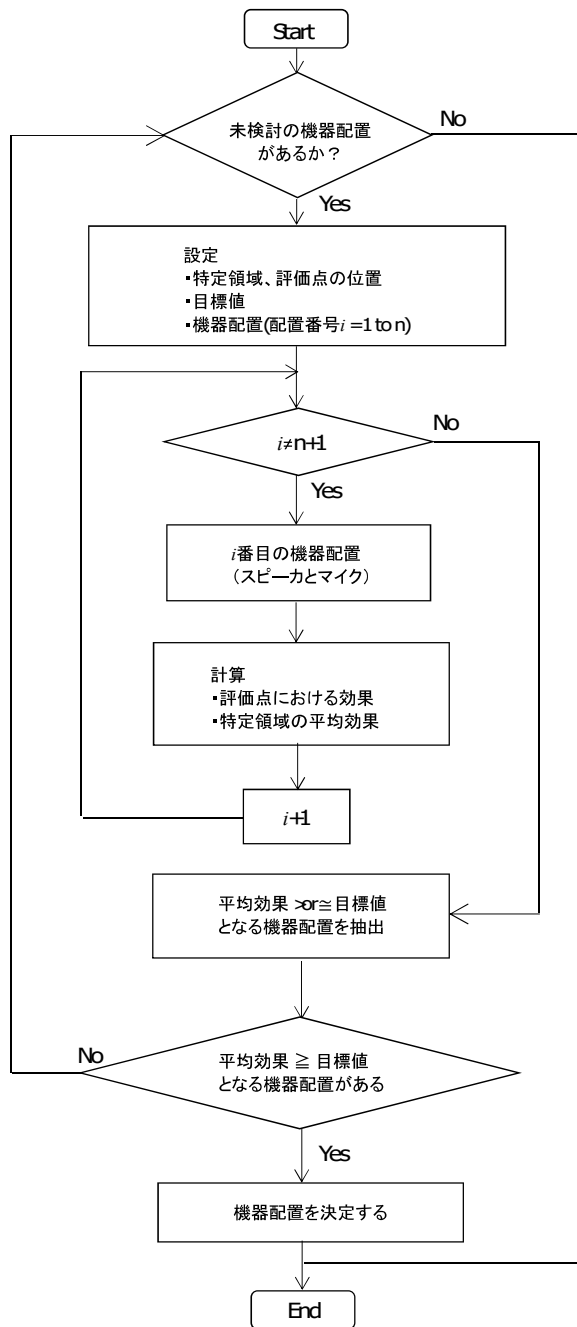 Start
未検討の機器配置
があるか？
No
Yes
設定
・特定領域、評価点の位置
・目標値
・機器配置(配置番号i =1 to n)
i≠n+1
No
Yes
i番目の機器配置
（スピーカとマイク）
計算
・評価点における効果
・特定領域の平均効果
i+1
平均効果 >or≅目標値
となる機器配置を抽出
No
平均効果 ≧ 目標値
となる機器配置がある
Yes
機器配置を決定する
End